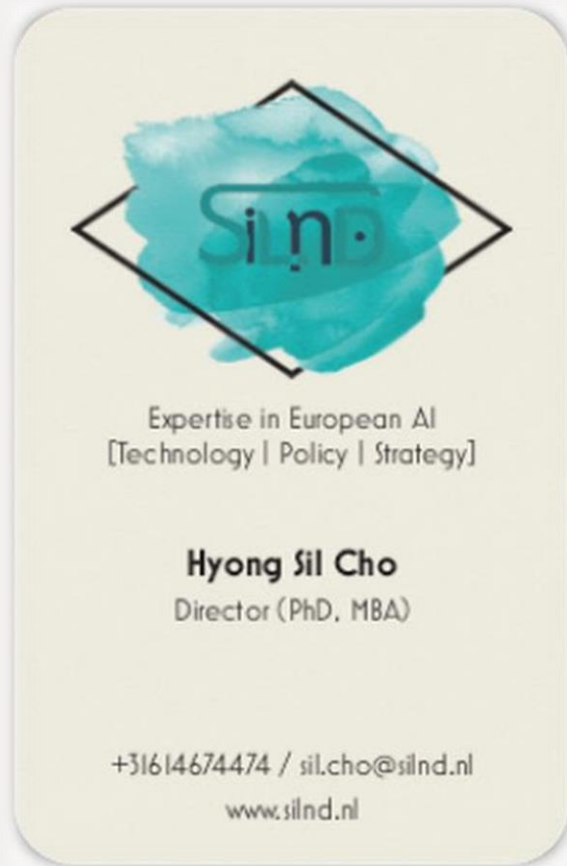 SilND
Expertise in European AI
[Technology | Policy | Strategy]
Hyong Sil Cho
Director (PhD, MBA)
+31614674474 / sil.cho@silnd.nl
www.silnd.nl